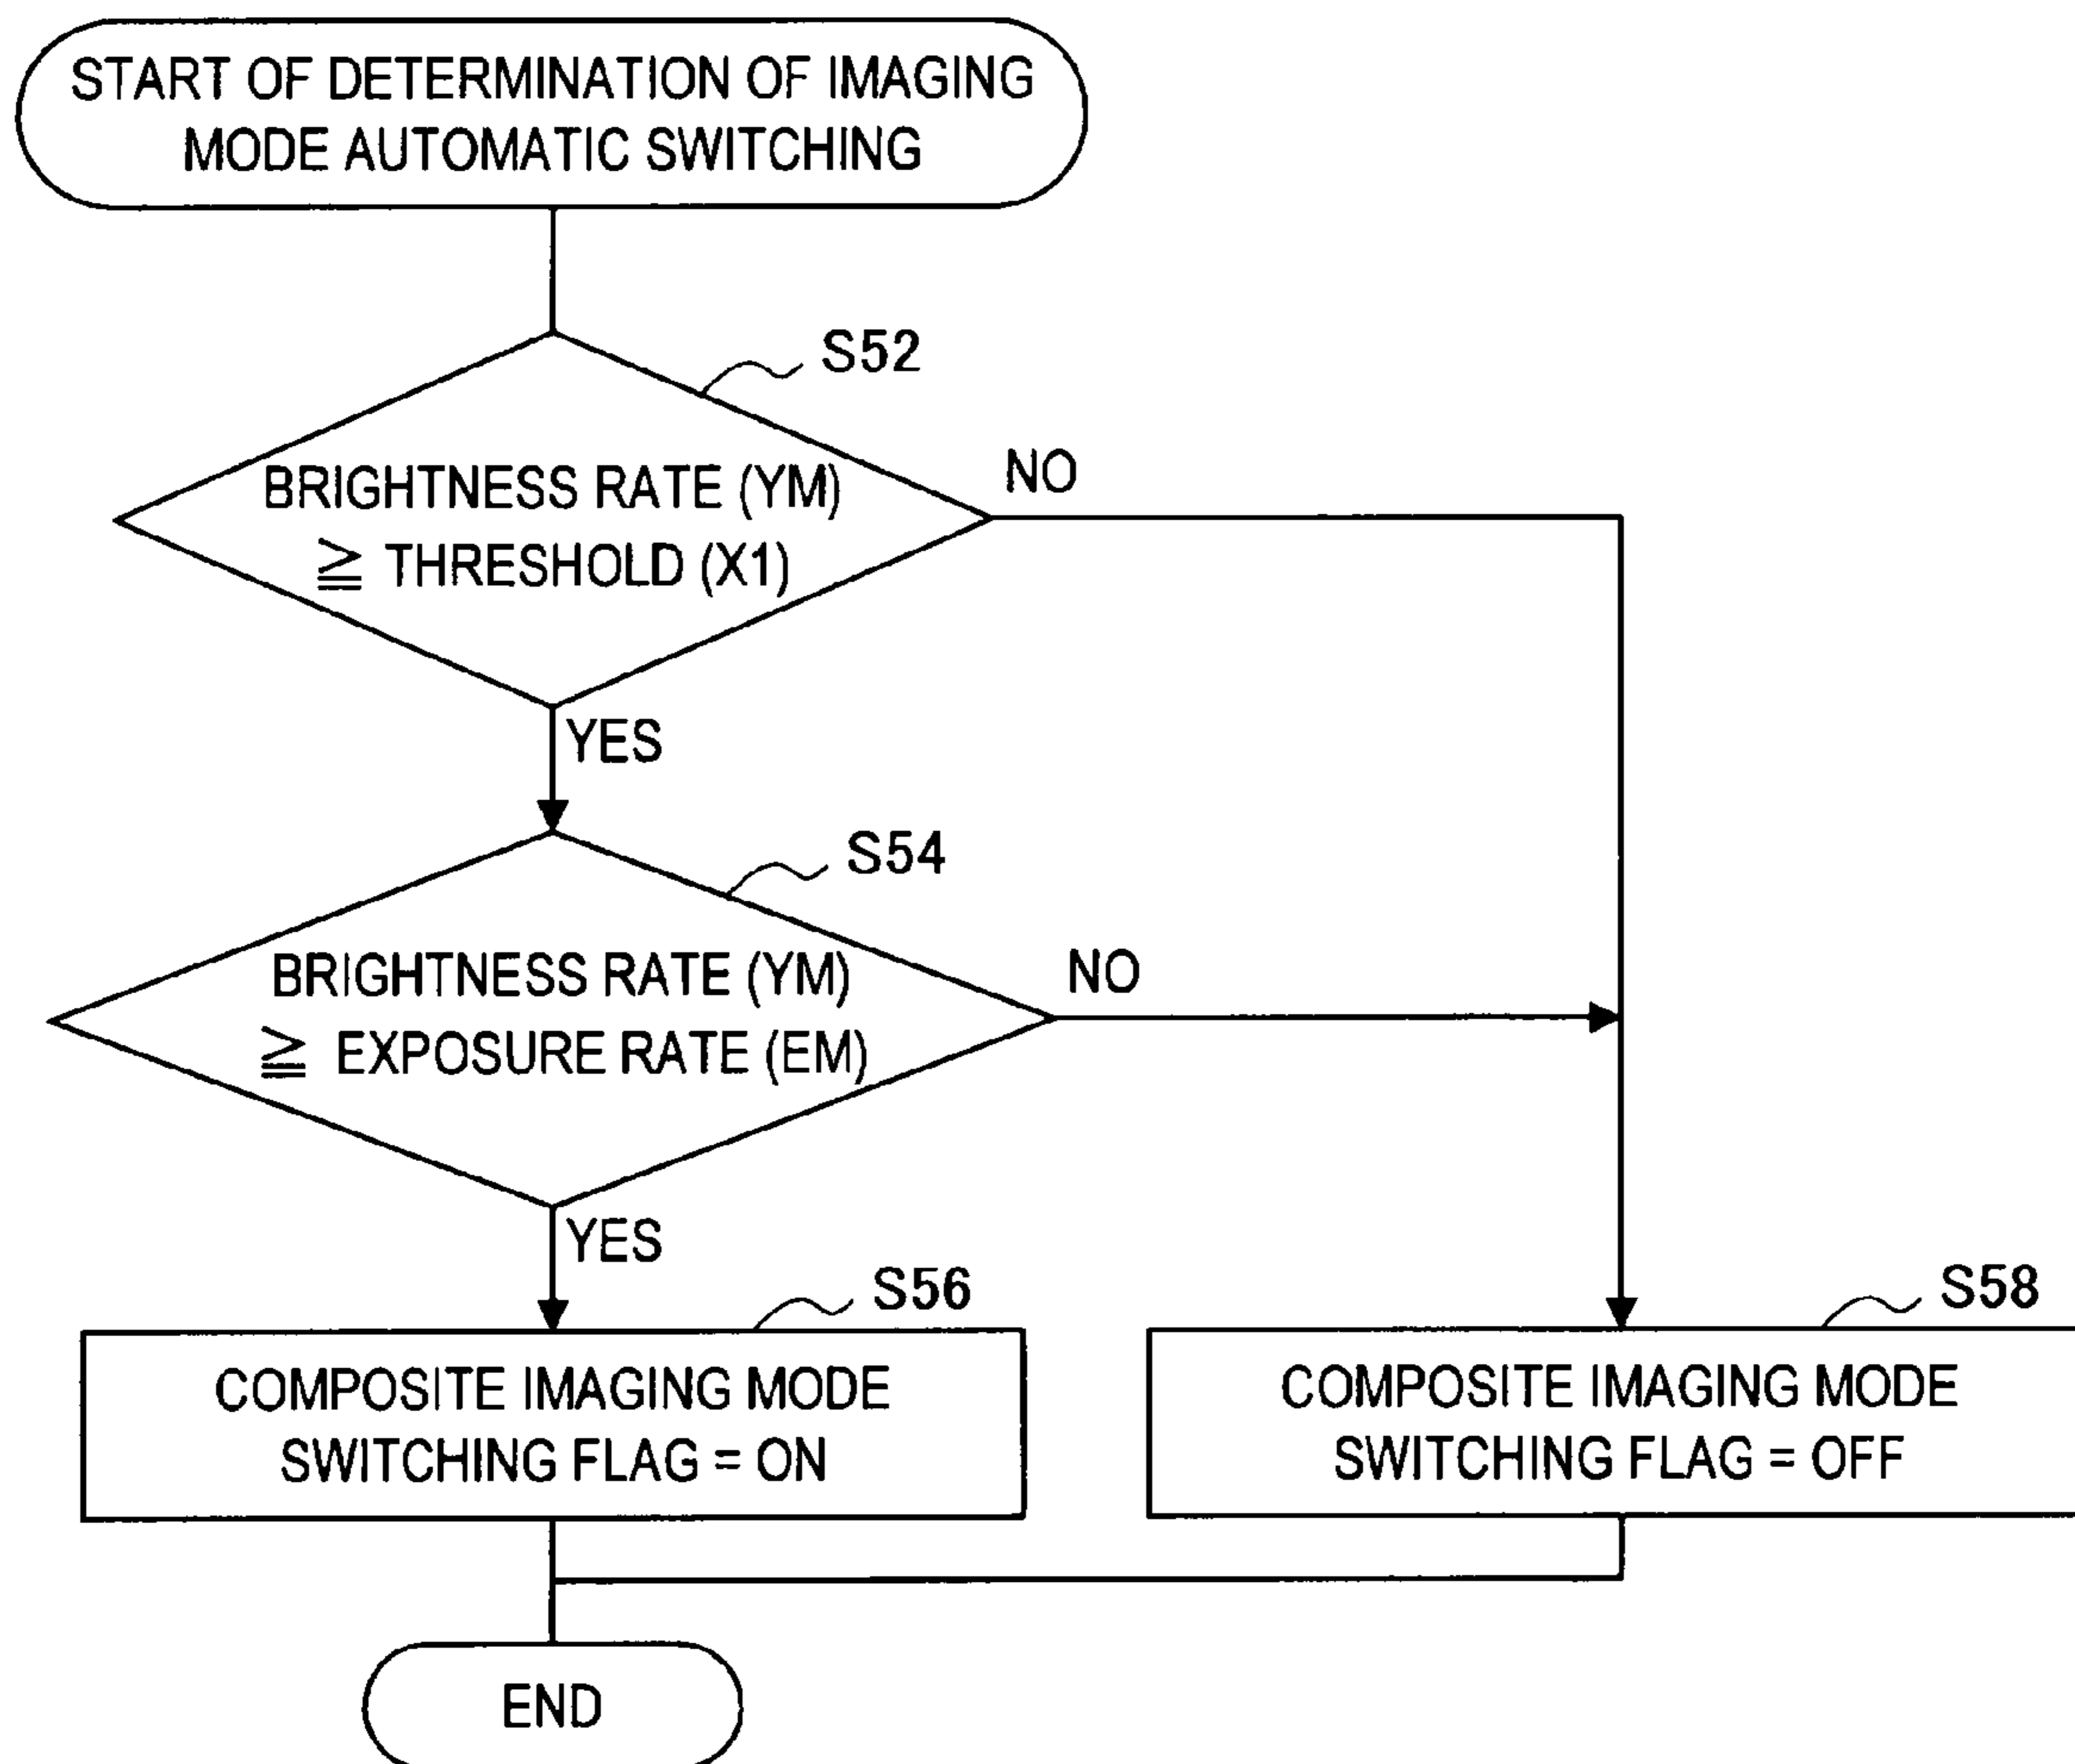 START OF DETERMINATION OF IMAGING
MODE AUTOMATIC SWITCHING
S52
BRIGHTNESS RATE (YM)
≧ THRESHOLD (X1)
NO
YES
S54
BRIGHTNESS RATE (YM)
≧ EXPOSURE RATE (EM)
NO
YES
S56
COMPOSITE IMAGING MODE
SWITCHING FLAG = ON
S58
COMPOSITE IMAGING MODE
SWITCHING FLAG = OFF
END